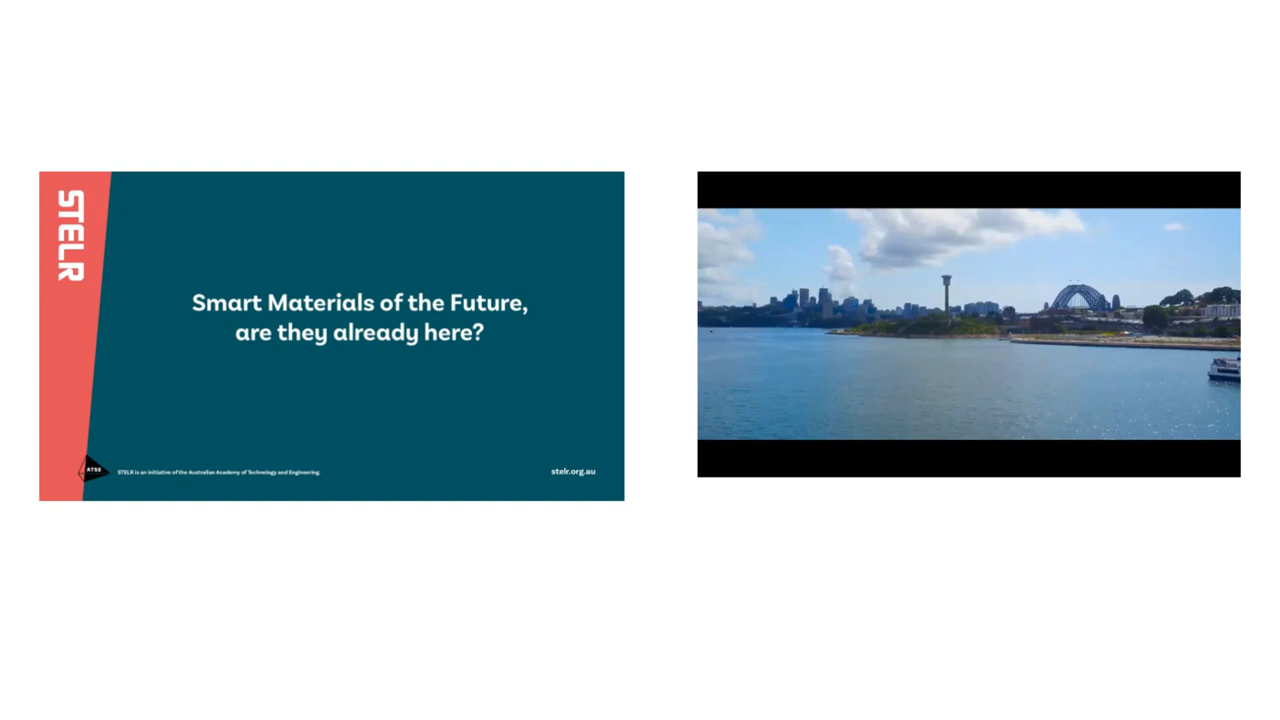 STELR
Smart Materials of the Future,
are they already here?
ATSE
STELR is an initiative of the Australian Academy of Technology and Engineering.
stelr.org.au